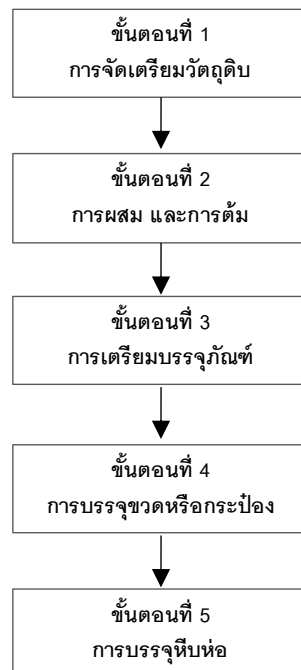 ขั้นตอนที่ 1
การจัดเตรียมวัตถุดิบ
ขั้นตอนที่ 2
การผสม และการต้ม
ขั้นตอนที่ 3
การเตรียมบรรจุภัณฑ์
ขั้นตอนที่ 4
การบรรจุขวดหรือกระป๋อง
ขั้นตอนที่ 5
การบรรจุหีบห่อ